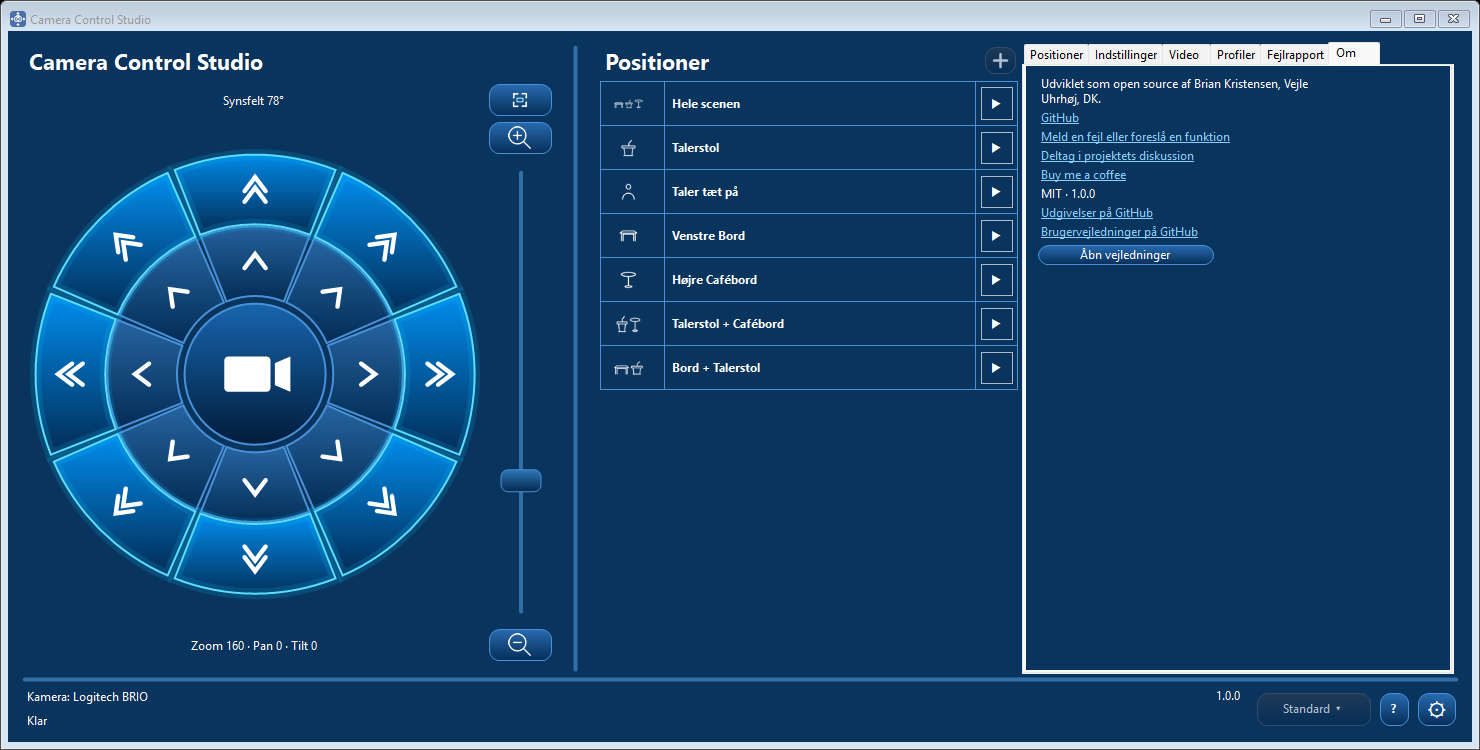 Camera Control Studio
Camera Control Studio
Synsfelt 78°
Zoom 160 · Pan 0 · Tilt 0
Positioner
Hele scenen
Talerstol
Taler tæt på
Venstre Bord
Højre Cafébord
Talerstol + Cafébord
Bord + Talerstol
Positioner Indstillinger Video Profiler Fejlrapport Om
Udviklet som open source af Brian Kristensen, Vejle
Uhrhøj, DK.
GitHub
Meld en fejl eller foreslå en funktion
Deltag i projektets diskussion
Buy me a coffee
MIT · 1.0.0
Udgivelser på GitHub
Brugervejledninger på GitHub
Åbn vejledninger
Kamera: Logitech BRIO
Klar
1.0.0
Standard
?